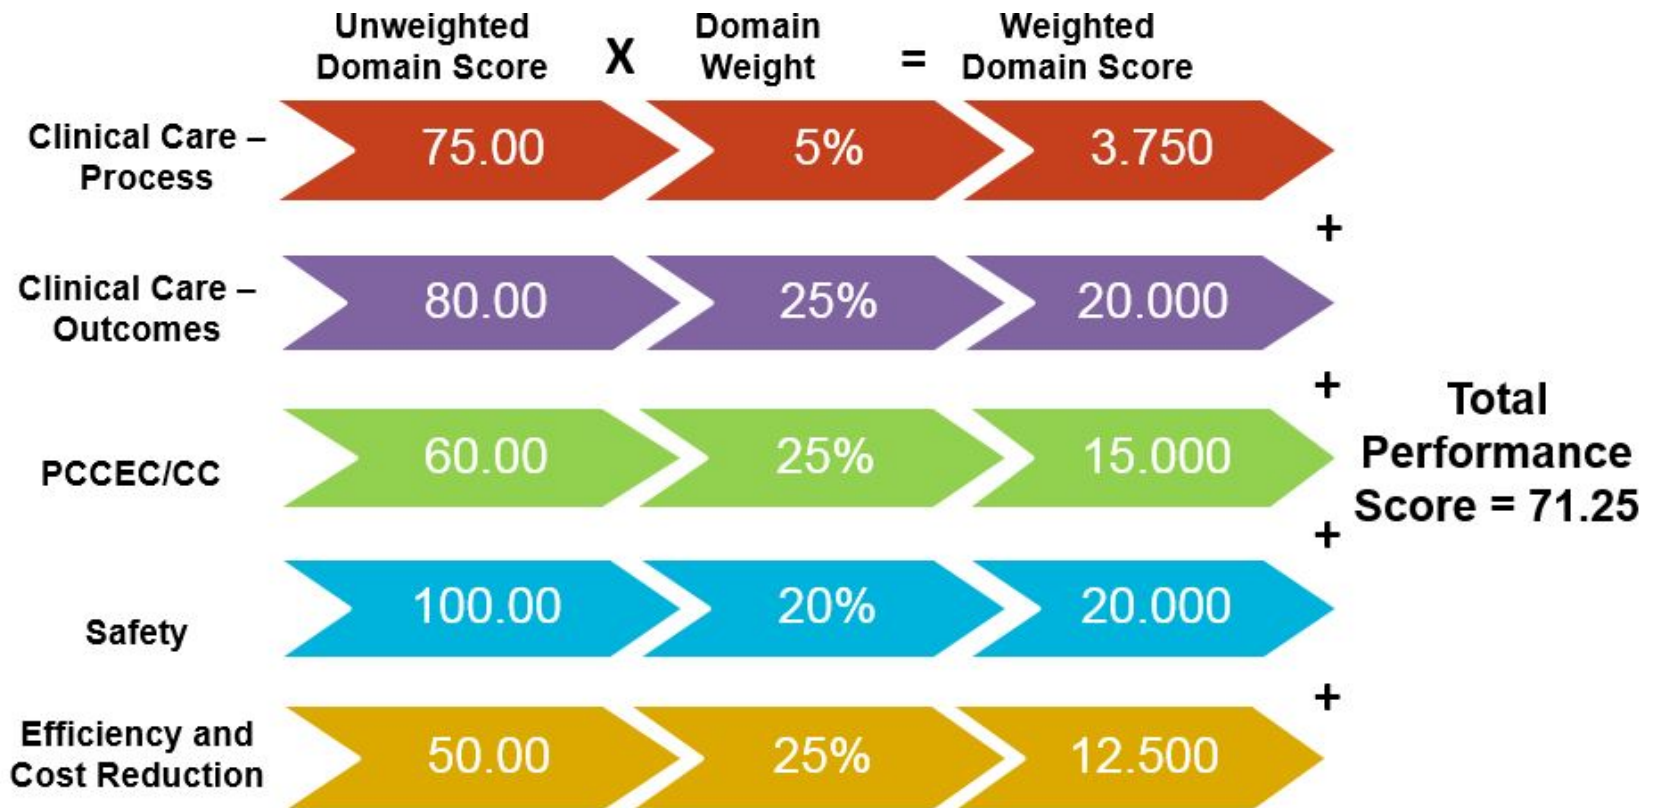 Unweighted
Domain Score
X
Domain
Weight
=
Weighted
Domain Score
Clinical Care –
Process
75.00
5%
3.750
+
Clinical Care –
Outcomes
80.00
25%
20.000
+
PCCEC/CC
60.00
25%
15.000
+
Safety
100.00
20%
20.000
+
Efficiency and
Cost Reduction
50.00
25%
12.500
Total
Performance
Score = 71.25